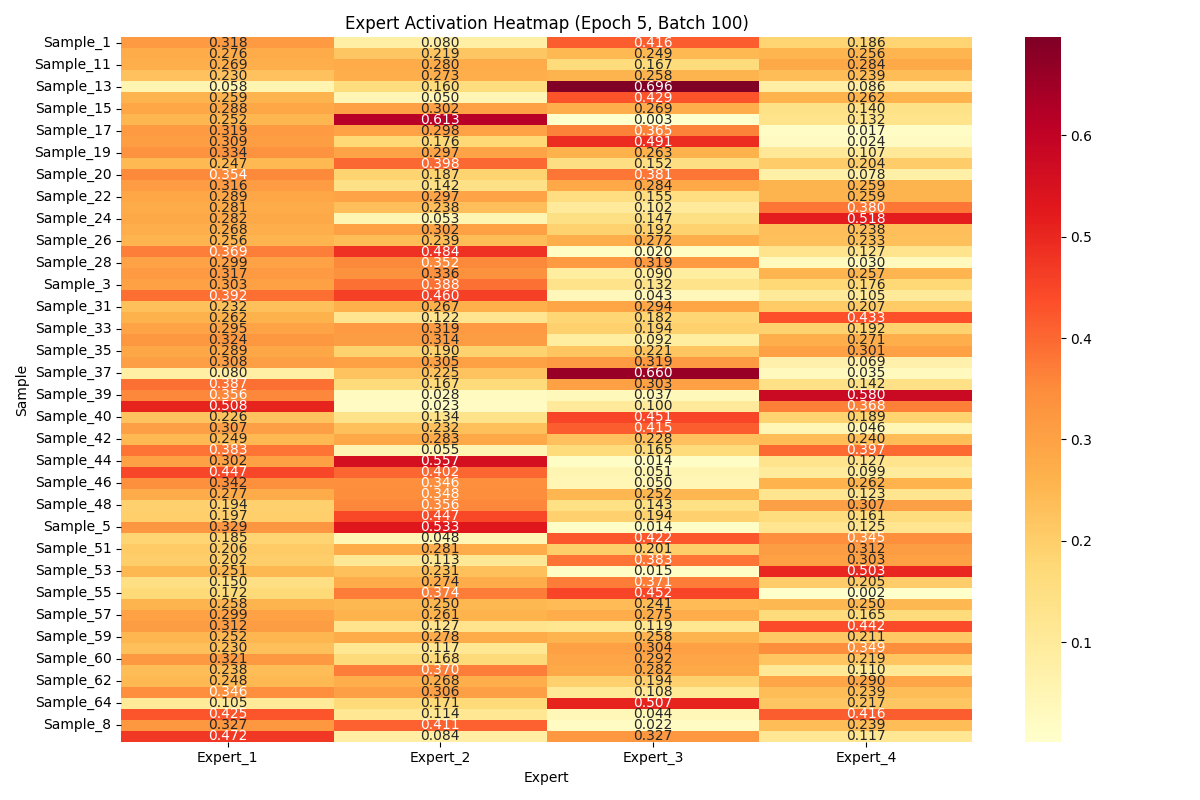 Expert Activation Heatmap (Epoch 5, Batch 100)
Sample_1 0.318 0.080 0.416 0.186
0.276 0.219 0.249 0.256
Sample_11 0.269 0.280 0.167 0.284
0.230 0.273 0.258 0.239
Sample_13 0.058 0.160 0.696 0.086
0.259 0.050 0.429 0.262
Sample_15 0.288 0.302 0.269 0.140
0.252 0.613 0.003 0.132
Sample_17 0.319 0.298 0.365 0.017
0.309 0.176 0.491 0.024
Sample_19 0.334 0.297 0.263 0.107
0.247 0.398 0.152 0.204
Sample_20 0.354 0.187 0.381 0.078
0.316 0.142 0.284 0.259
Sample_22 0.289 0.297 0.155 0.259
0.281 0.238 0.102 0.380
Sample_24 0.282 0.053 0.147 0.518
0.268 0.302 0.192 0.238
Sample_26 0.256 0.239 0.272 0.233
0.369 0.484 0.020 0.127
Sample_28 0.299 0.352 0.319 0.030
0.317 0.336 0.090 0.257
Sample_3 0.303 0.388 0.132 0.176
0.392 0.460 0.043 0.105
Sample_31 0.232 0.267 0.294 0.207
0.262 0.122 0.182 0.433
Sample_33 0.295 0.319 0.194 0.192
0.324 0.314 0.092 0.271
Sample_35 0.289 0.190 0.221 0.301
0.308 0.305 0.319 0.069
Sample_37 0.080 0.225 0.660 0.035
0.387 0.167 0.303 0.142
Sample_39 0.356 0.028 0.037 0.580
0.508 0.023 0.100 0.368
Sample_40 0.226 0.134 0.451 0.189
0.307 0.232 0.415 0.046
Sample_42 0.249 0.283 0.228 0.240
0.383 0.055 0.165 0.397
Sample_44 0.302 0.557 0.014 0.127
0.447 0.402 0.051 0.099
Sample_46 0.342 0.346 0.050 0.262
0.277 0.348 0.252 0.123
Sample_48 0.194 0.356 0.143 0.307
0.197 0.447 0.194 0.161
Sample_5 0.329 0.533 0.014 0.125
0.185 0.048 0.422 0.345
Sample_51 0.206 0.281 0.201 0.312
0.202 0.113 0.383 0.303
Sample_53 0.251 0.231 0.015 0.503
0.150 0.274 0.371 0.205
Sample_55 0.172 0.374 0.452 0.002
0.258 0.250 0.241 0.250
Sample_57 0.299 0.261 0.275 0.165
0.312 0.127 0.119 0.442
Sample_59 0.252 0.278 0.258 0.211
0.230 0.117 0.304 0.349
Sample_60 0.321 0.168 0.292 0.219
0.238 0.370 0.282 0.110
Sample_62 0.248 0.268 0.194 0.290
0.346 0.306 0.108 0.239
Sample_64 0.105 0.171 0.507 0.217
0.425 0.114 0.044 0.416
Sample_8 0.327 0.411 0.022 0.239
0.472 0.084 0.327 0.117
Expert_1 Expert_2 Expert_3 Expert_4
Expert
Sample
0.6
0.5
0.4
0.3
0.2
0.1